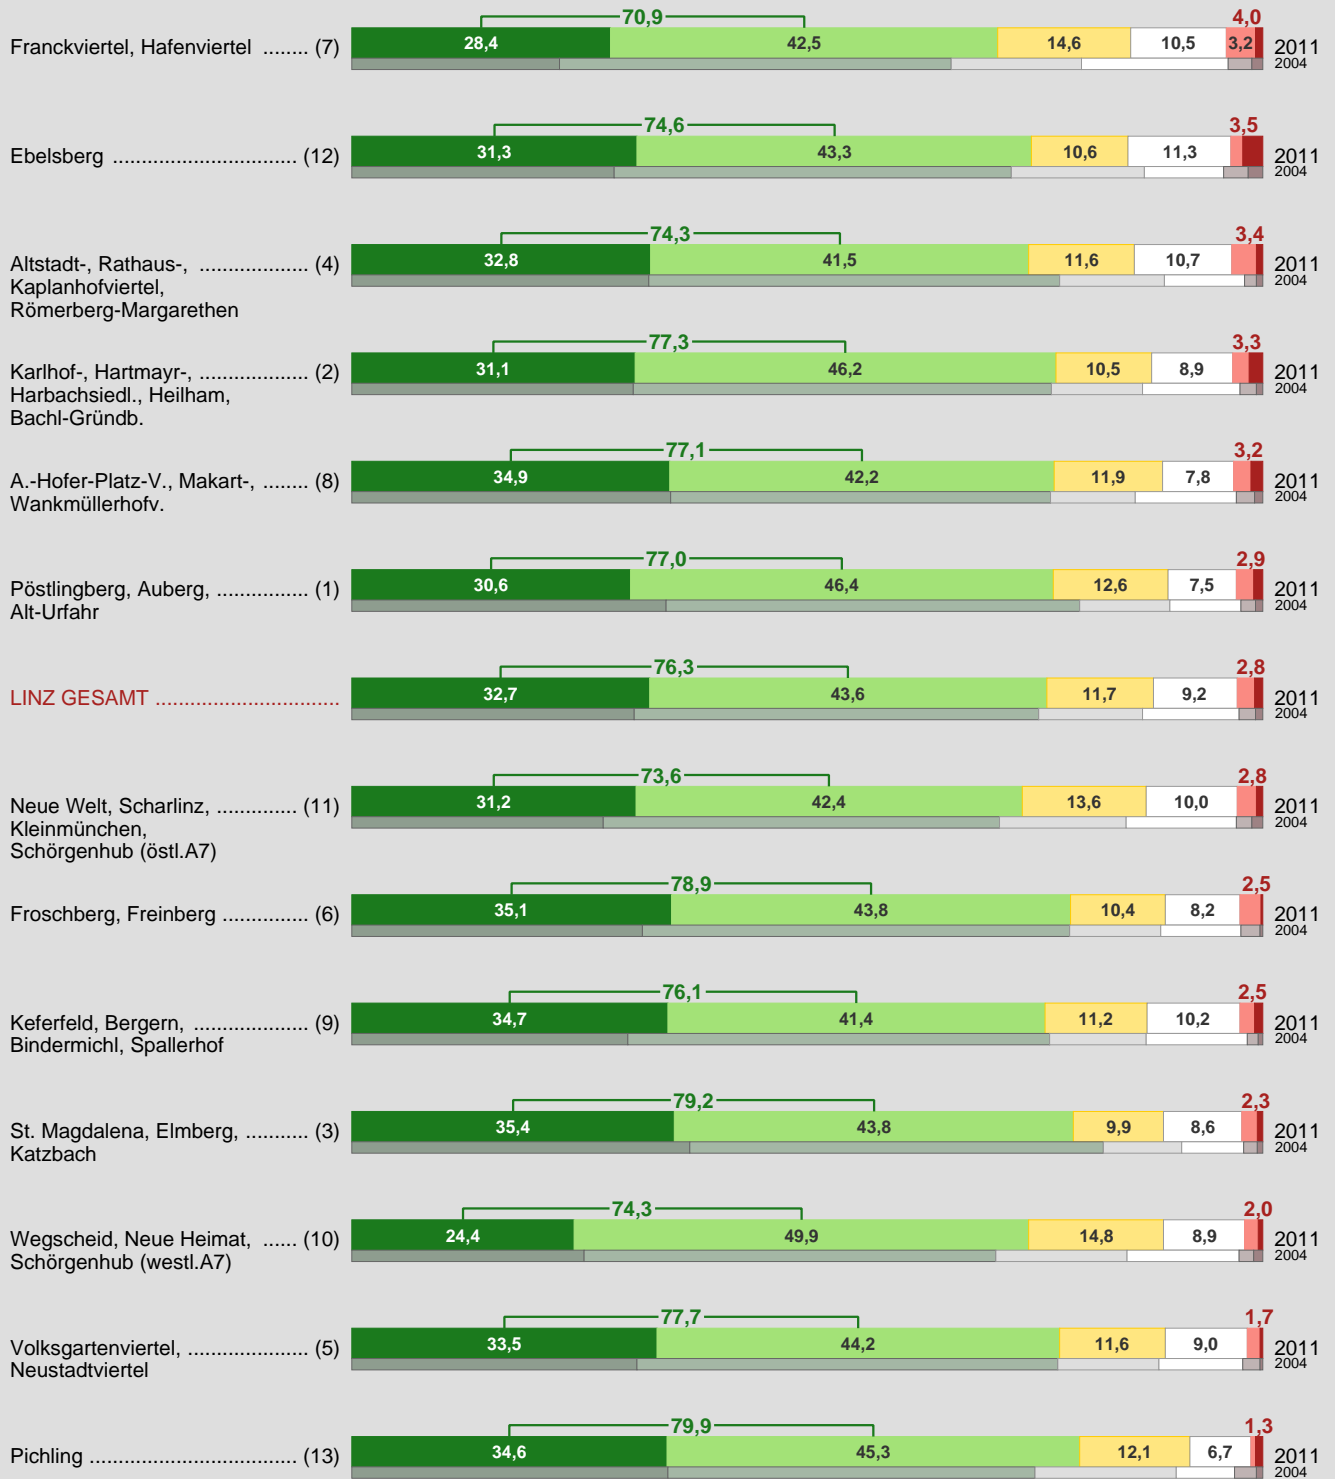 70,9 4,0
Franckviertel, Hafenviertel ........ (7) 28,4 42,5 14,6 10,5 3,2 2011
2004
74,6 3,5
Ebelsberg ................................ (12) 31,3 43,3 10,6 11,3 2011
2004
74,3 3,4
Altstadt-, Rathaus-, ................... (4) 32,8 41,5 11,6 10,7 2011
Kaplanhofviertel, 2004
Römerberg-Margarethen
77,3 3,3
Karlhof-, Hartmayr-, ................... (2) 31,1 46,2 10,5 8,9 2011
Harbachsiedl., Heilham, 2004
Bachl-Gründb.
77,1 3,2
A.-Hofer-Platz-V., Makart-, ........ (8) 34,9 42,2 11,9 7,8 2011
Wankmüllerhofv. 2004
77,0 2,9
Pöstlingberg, Auberg, ................ (1) 30,6 46,4 12,6 7,5 2011
Alt-Urfahr 2004
76,3 2,8
LINZ GESAMT ................................ 32,7 43,6 11,7 9,2 2011
2004
73,6 2,8
Neue Welt, Scharlinz, ............... (11) 31,2 42,4 13,6 10,0 2011
Kleinmünchen, 2004
Schörgenhub (östl.A7)
78,9 2,5
Froschberg, Freinberg ............... (6) 35,1 43,8 10,4 8,2 2011
2004
76,1 2,5
Keferfeld, Bergern, .................... (9) 34,7 41,4 11,2 10,2 2011
Bindermichl, Spallerhof 2004
79,2 2,3
St. Magdalena, Elmberg, ........... (3) 35,4 43,8 9,9 8,6 2011
Katzbach 2004
74,3 2,0
Wegscheid, Neue Heimat, ...... (10) 24,4 49,9 14,8 8,9 2011
Schörgenhub (westl.A7) 2004
77,7 1,7
Volksgartenviertel, ..................... (5) 33,5 44,2 11,6 9,0 2011
Neustadtviertel 2004
79,9 1,3
Pichling .................................... (13) 34,6 45,3 12,1 6,7 2011
2004